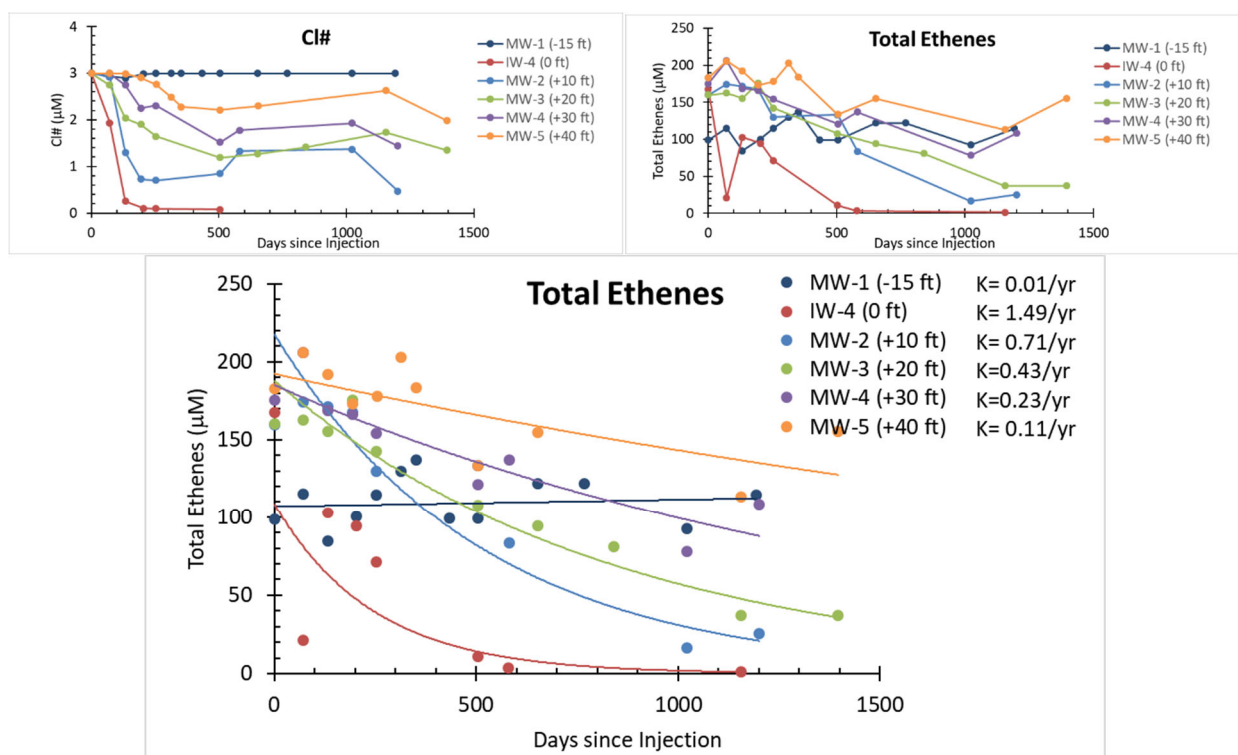 Cl#
4
3
2
1
0
Cl# (µM)
0
500
1000
1500
Days since Injection
MW-1 (-15 ft)
IW-4 (0 ft)
MW-2 (+10 ft)
MW-3 (+20 ft)
MW-4 (+30 ft)
MW-5 (+40 ft)
Total Ethenes
250
200
150
100
50
0
Total Ethenes (µM)
0
500
1000
1500
Days since Injection
MW-1 (-15 ft)
IW-4 (0 ft)
MW-2 (+10 ft)
MW-3 (+20 ft)
MW-4 (+30 ft)
MW-5 (+40 ft)
Total Ethenes
250
200
150
100
50
0
Total Ethenes (µM)
0
500
1000
1500
Days since Injection
MW-1 (-15 ft) K= 0.01/yr
IW-4 (0 ft) K= 1.49/yr
MW-2 (+10 ft) K= 0.71/yr
MW-3 (+20 ft) K=0.43/yr
MW-4 (+30 ft) K=0.23/yr
MW-5 (+40 ft) K= 0.11/yr